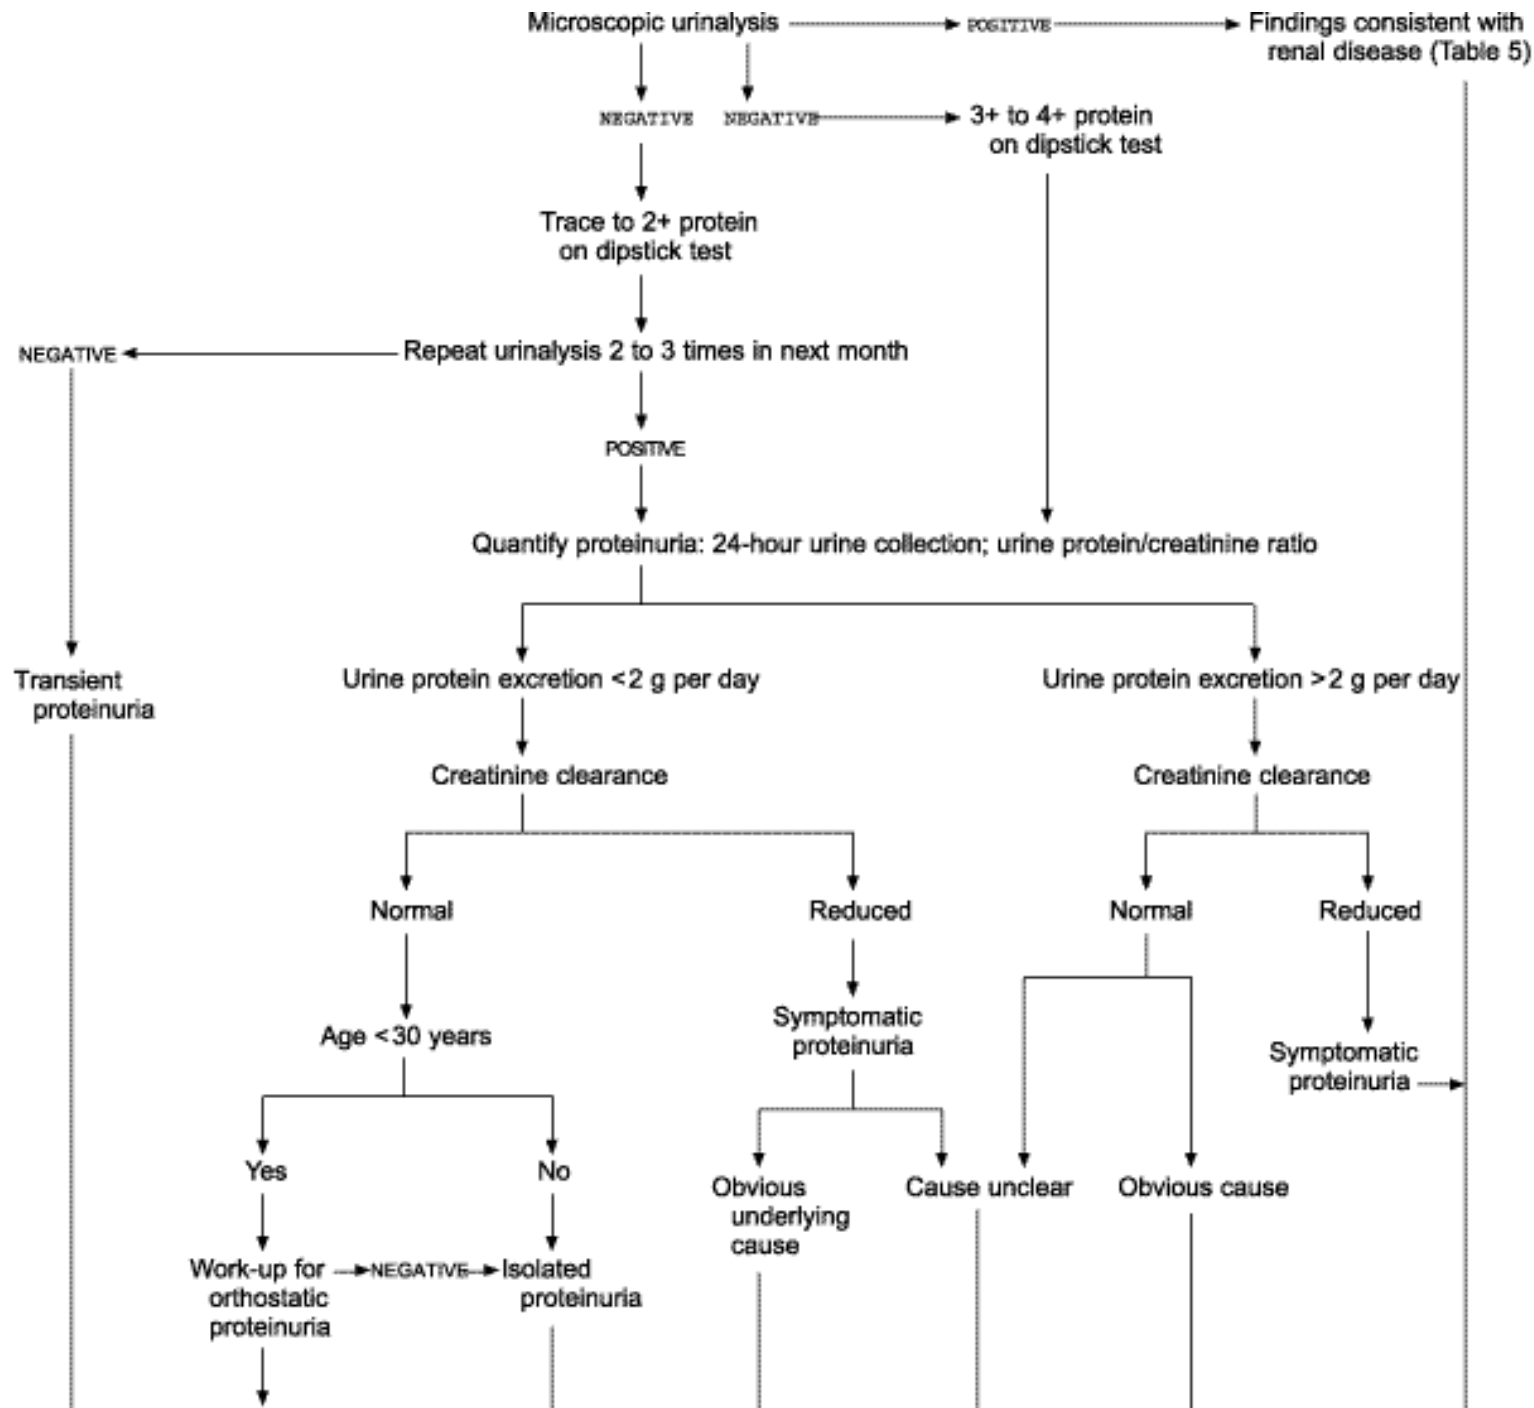 Microscopic urinalysis
POSITIVE
Findings consistent with
renal disease (Table 5)
NEGATIVE
NEGATIVE
3+ to 4+ protein
on dipstick test
Trace to 2+ protein
on dipstick test
NEGATIVE
Repeat urinalysis 2 to 3 times in next month
POSITIVE
Quantify proteinuria: 24-hour urine collection; urine protein/creatinine ratio
Transient
proteinuria
Urine protein excretion <2 g per day
Urine protein excretion >2 g per day
Creatinine clearance
Creatinine clearance
Normal
Reduced
Normal
Reduced
Age <30 years
Symptomatic
proteinuria
Symptomatic
proteinuria
Yes
No
Obvious
underlying
cause
Cause unclear
Obvious cause
Work-up for
orthostatic
proteinuria
NEGATIVE
Isolated
proteinuria